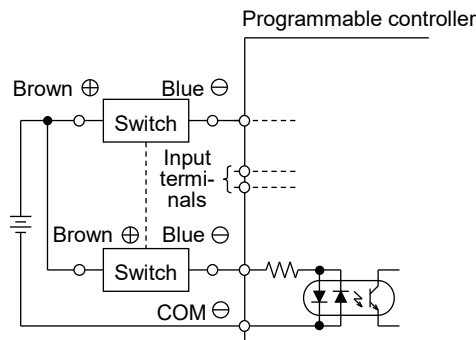 Programmable controller
Brown ⊕ Blue ⊖
Switch
Input
termi-
nals
Brown ⊕ Blue ⊖
Switch
COM ⊖